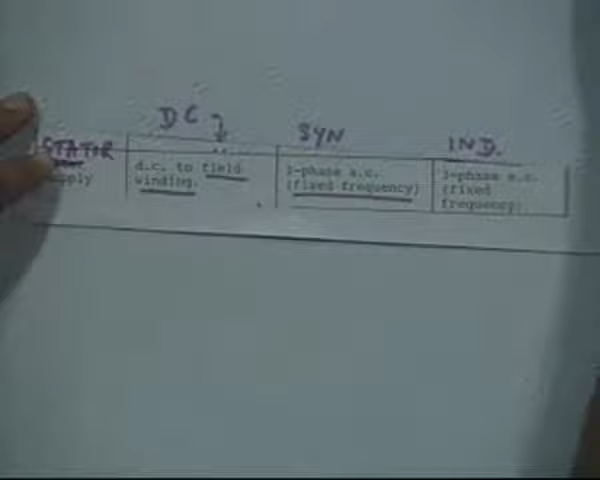 DC SYN IND.
STATOR
supply
d.c. to field
winding.
3-phase a.c.
(fixed frequency)
3-phase a.c.
(fixed
frequency)